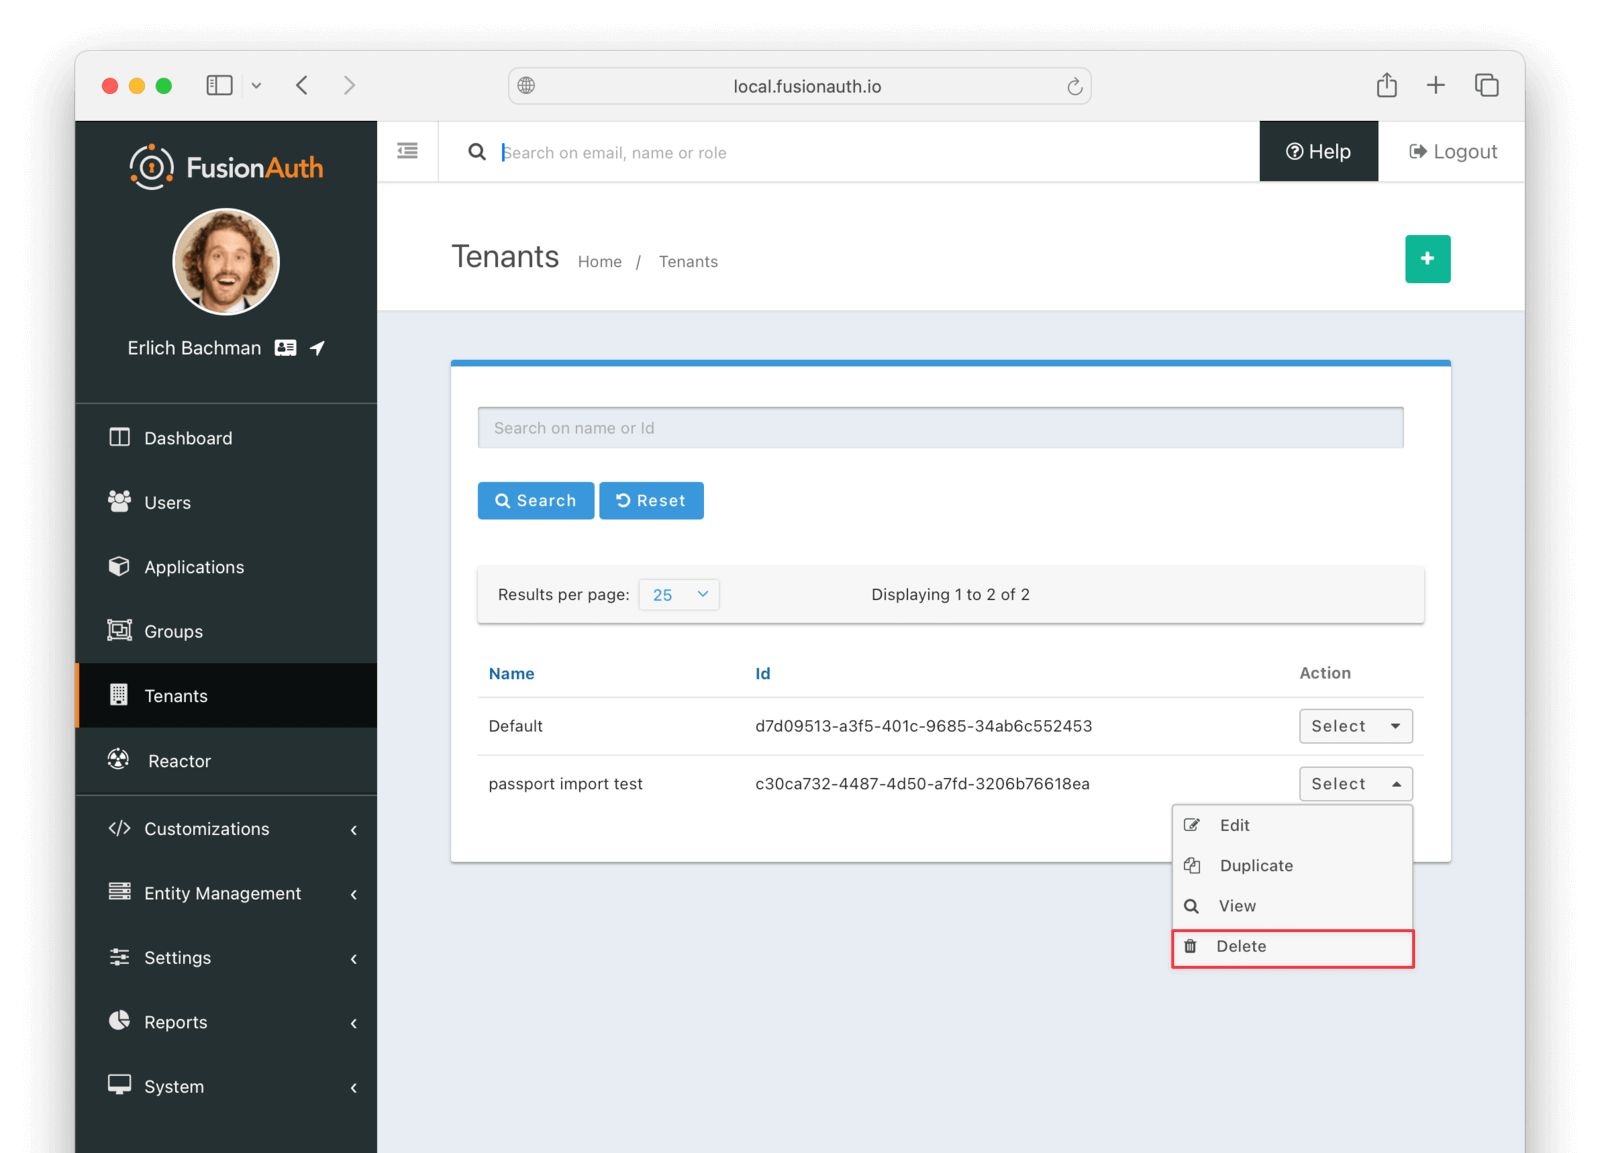 local.fusionauth.io
FusionAuth
Search on email, name or role
Help
Logout
Erlich Bachman
Tenants Home / Tenants
Dashboard
Users
Applications
Groups
Tenants
Reactor
Customizations
Entity Management
Settings
Reports
System
Search on name or Id
Search Reset
Results per page: 25 Displaying 1 to 2 of 2
Name Id Action
Default d7d09513-a3f5-401c-9685-34ab6c552453 Select
passport import test c30ca732-4487-4d50-a7fd-3206b76618ea Select
Edit
Duplicate
View
Delete